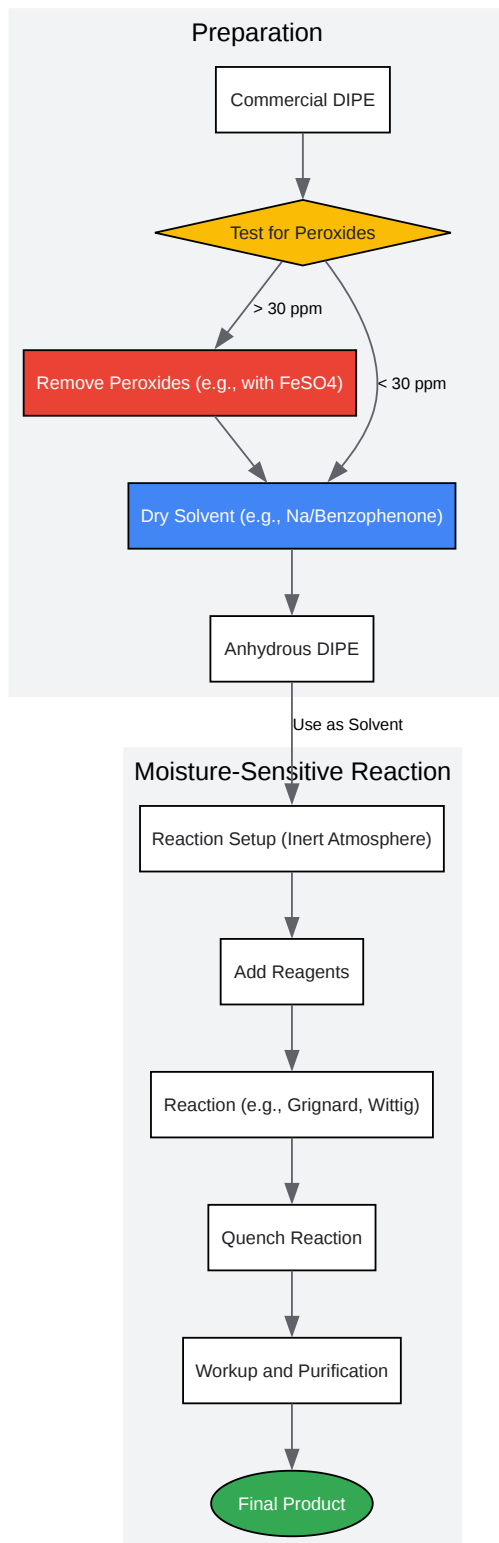 Preparation
Commercial DIPE
Test for Peroxides
> 30 ppm
Remove Peroxides (e.g., with FeSO4)
< 30 ppm
Dry Solvent (e.g., Na/Benzophenone)
Anhydrous DIPE
Use as Solvent
Moisture-Sensitive Reaction
Reaction Setup (Inert Atmosphere)
Add Reagents
Reaction (e.g., Grignard, Wittig)
Quench Reaction
Workup and Purification
Final Product